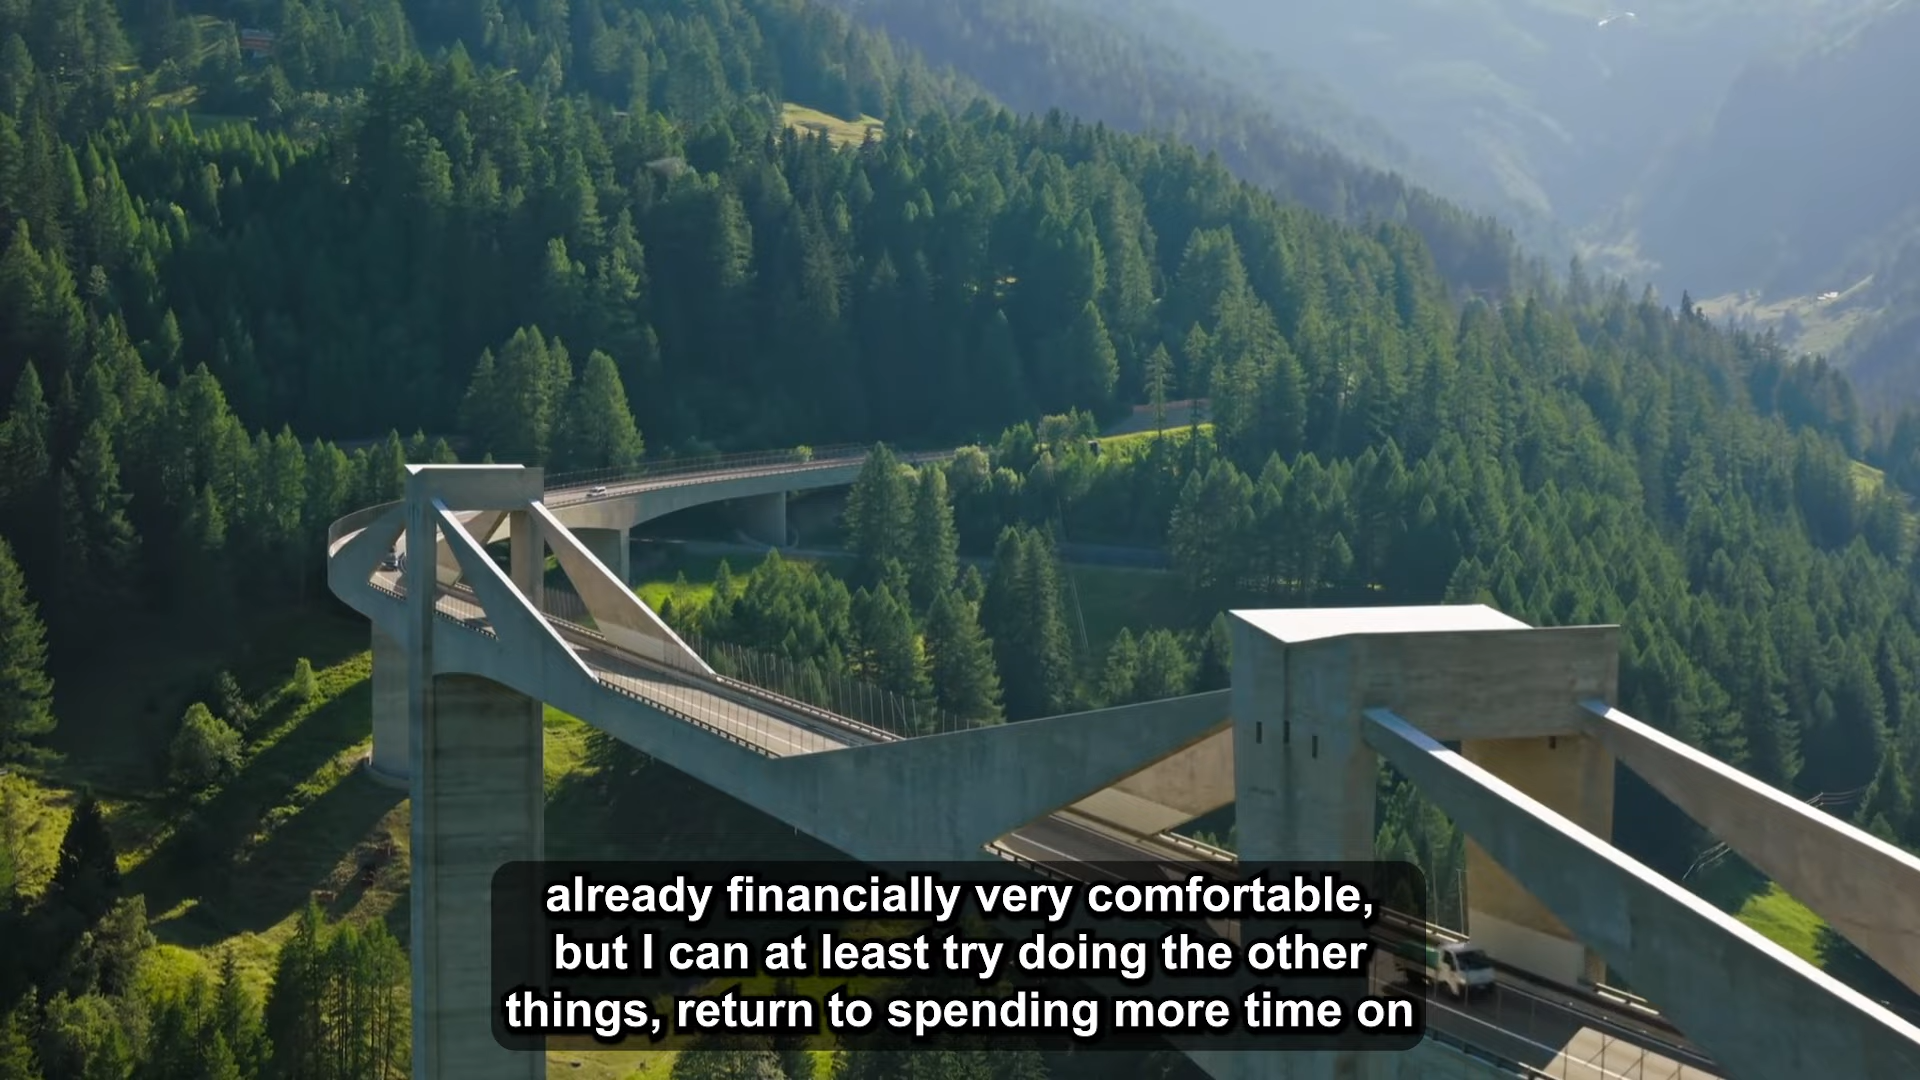 already financially very comfortable,
but I can at least try doing the other
things, return to spending more time on